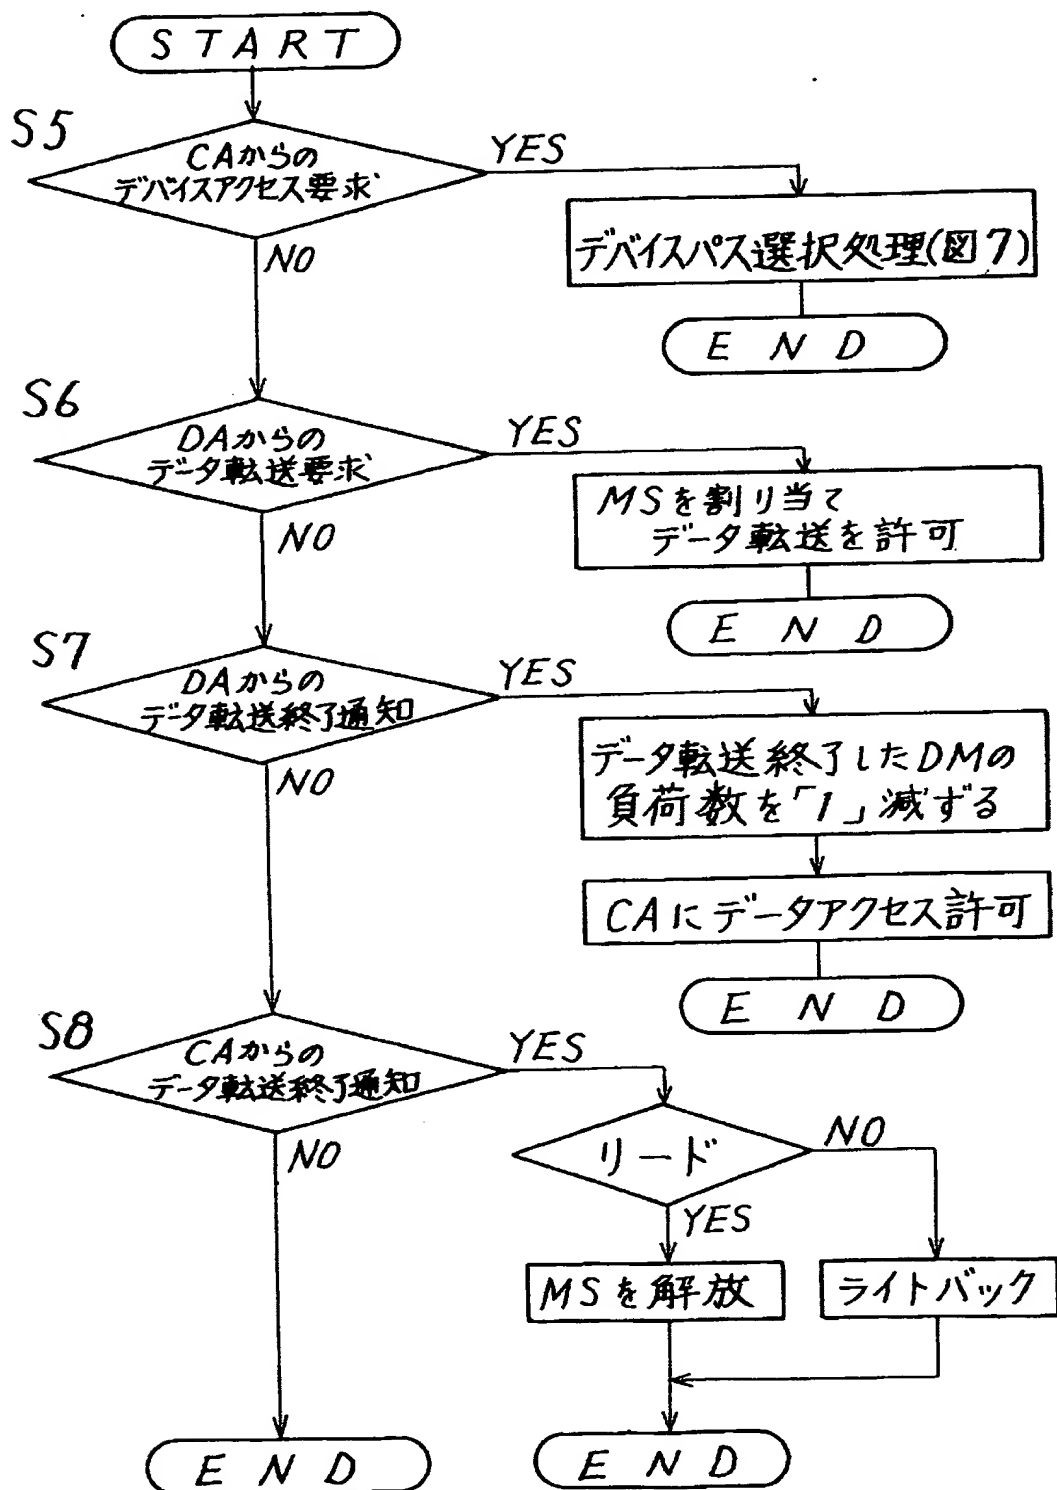 START
S5
CAからの
デバイスアクセス要求
YES
NO
デバイスパス選択処理(図7)
END
S6
DAからの
データ転送要求
YES
NO
MSを割り当て
データ転送を許可
END
S7
DAからの
データ転送終了通知
YES
NO
データ転送終了したDMの
負荷数を「1」減ずる
CAにデータアクセス許可
END
S8
CAからの
データ転送終了通知
YES
NO
リード
NO
YES
MSを解放
ライトバック
END
END